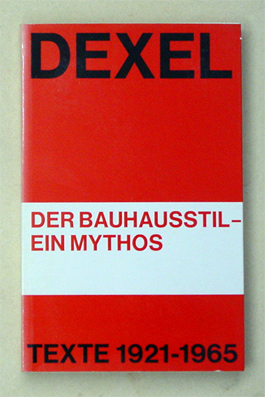 DEXEL
DER BAUHAUSSTIL–
EIN MYTHOS
TEXTE 1921-1965